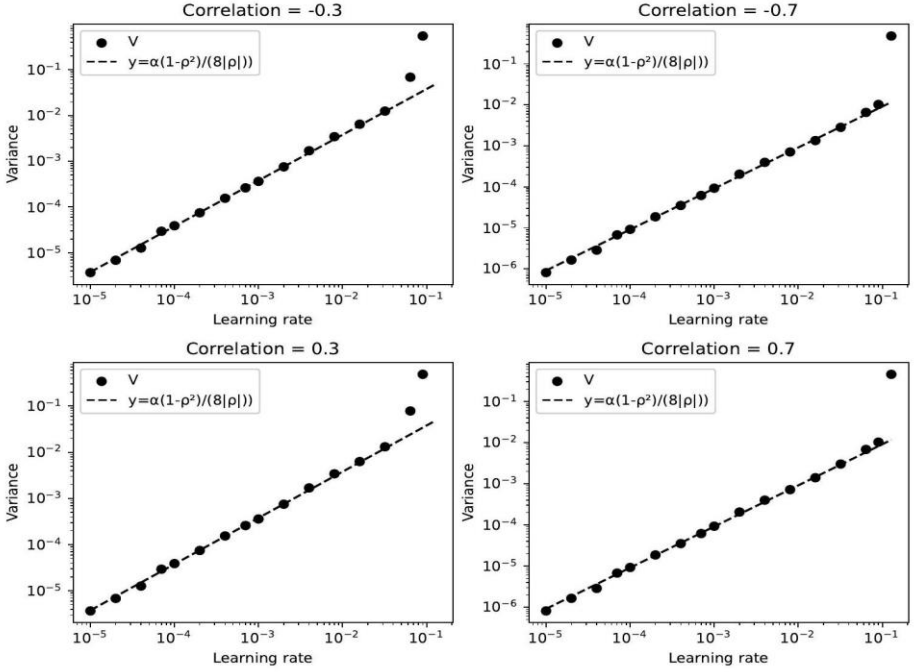 Correlation = -0.3
V
y=α(1-ρ²)/(8|ρ|))
10⁻¹
10⁻²
10⁻³
10⁻⁴
10⁻⁵
Variance
10⁻⁵ 10⁻⁴ 10⁻³ 10⁻² 10⁻¹
Learning rate
Correlation = -0.7
V
y=α(1-ρ²)/(8|ρ|))
10⁻¹
10⁻²
10⁻³
10⁻⁴
10⁻⁵
10⁻⁶
Variance
10⁻⁵ 10⁻⁴ 10⁻³ 10⁻² 10⁻¹
Learning rate
Correlation = 0.3
V
y=α(1-ρ²)/(8|ρ|))
10⁻¹
10⁻²
10⁻³
10⁻⁴
10⁻⁵
Variance
10⁻⁵ 10⁻⁴ 10⁻³ 10⁻² 10⁻¹
Learning rate
Correlation = 0.7
V
y=α(1-ρ²)/(8|ρ|))
10⁻¹
10⁻²
10⁻³
10⁻⁴
10⁻⁵
10⁻⁶
Variance
10⁻⁵ 10⁻⁴ 10⁻³ 10⁻² 10⁻¹
Learning rate